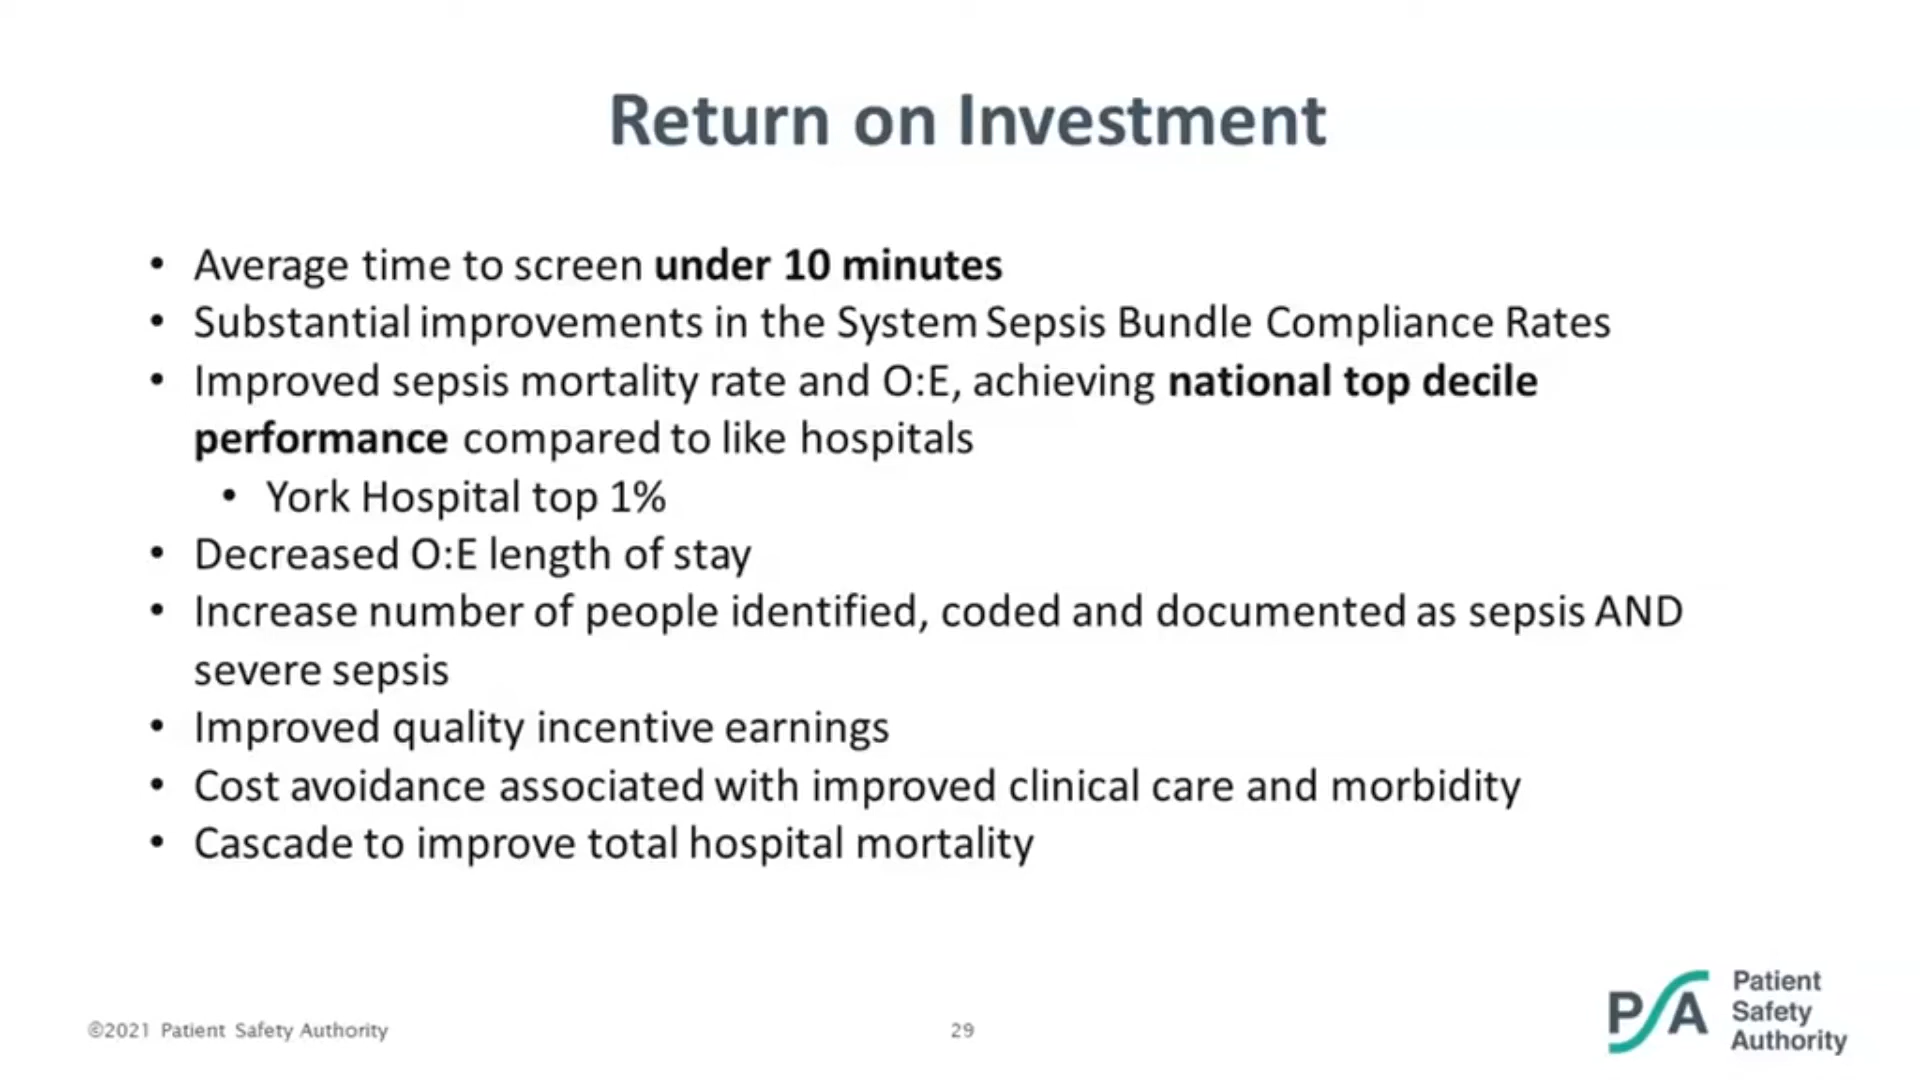 Return on Investment
• Average time to screen under 10 minutes
• Substantial improvements in the System Sepsis Bundle Compliance Rates
• Improved sepsis mortality rate and O:E, achieving national top decile
performance compared to like hospitals
• York Hospital top 1%
• Decreased O:E length of stay
• Increase number of people identified, coded and documented as sepsis AND
severe sepsis
• Improved quality incentive earnings
• Cost avoidance associated with improved clinical care and morbidity
• Cascade to improve total hospital mortality
©2021 Patient Safety Authority
29
PSA
Patient
Safety
Authority